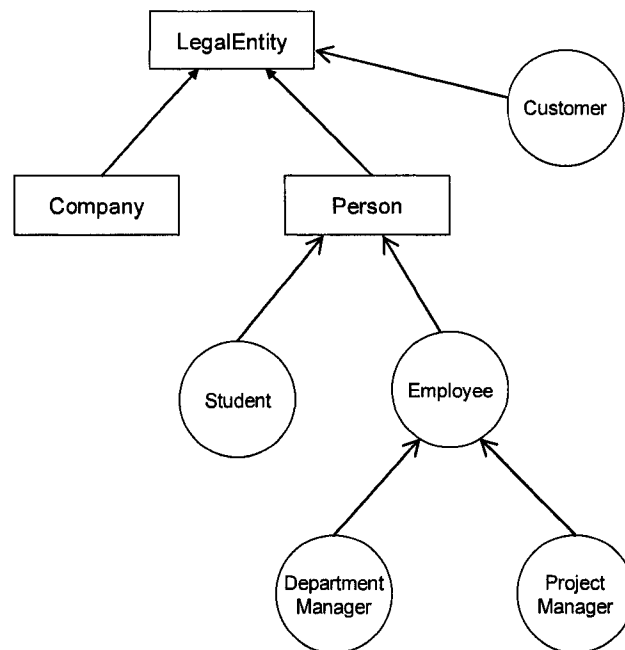 LegalEntity
Customer
Company
Person
Student
Employee
Department
Manager
Project
Manager